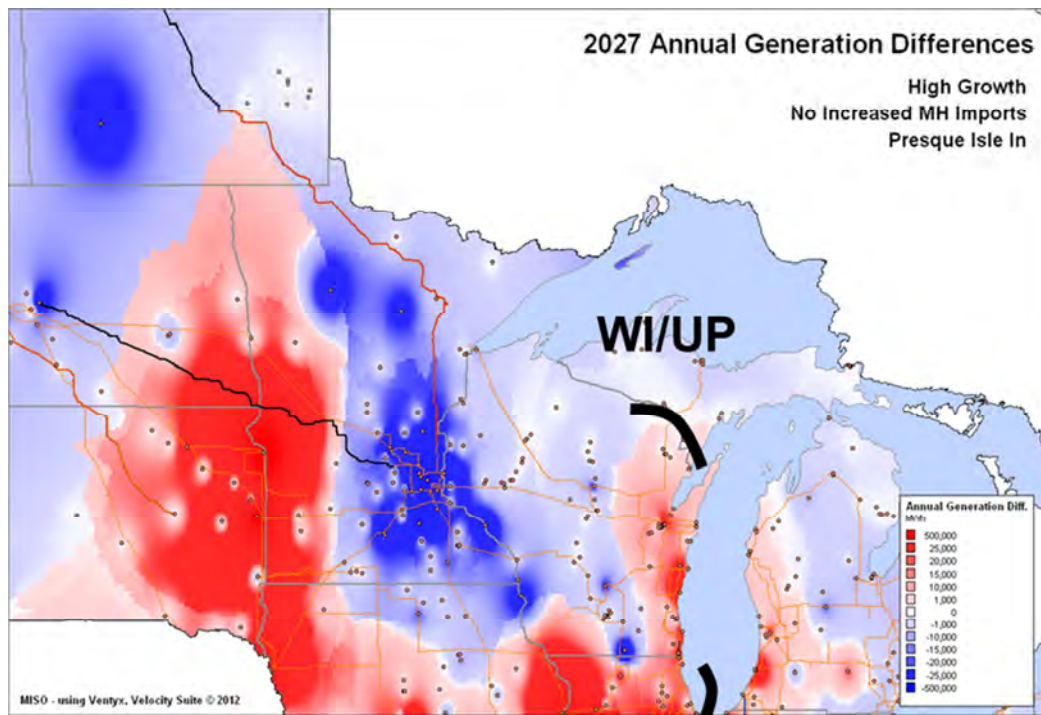 2027 Annual Generation Differences
High Growth
No Increased MH Imports
Presque Isle In
WI/UP
Annual Generation Diff.
500,000
25,000
20,000
15,000
10,000
1,000
0
-1,000
-10,000
-15,000
-20,000
-25,000
-500,000
MISO - using Ventyx, Velocity Suite © 2012